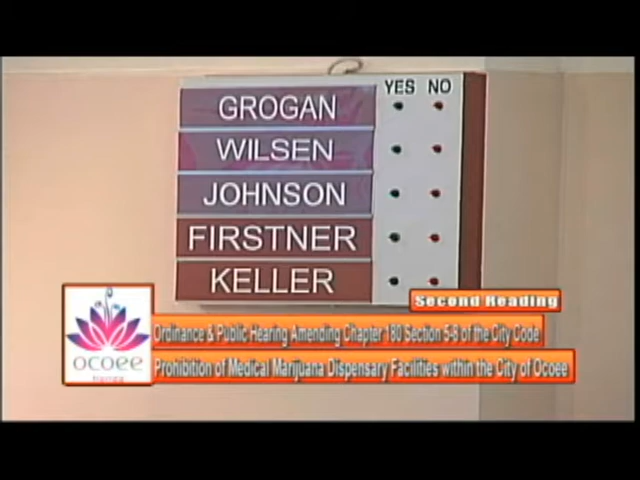 YES NO
GROGAN
WILSEN
JOHNSON
FIRSTNER
KELLER
Second Reading
Ordinance & Public Hearing Amending Chapter 180 Section 5-8 of the City Code
Prohibition of Medical Marijuana Dispensary Facilities within the City of Ocoee
ocoee
florida